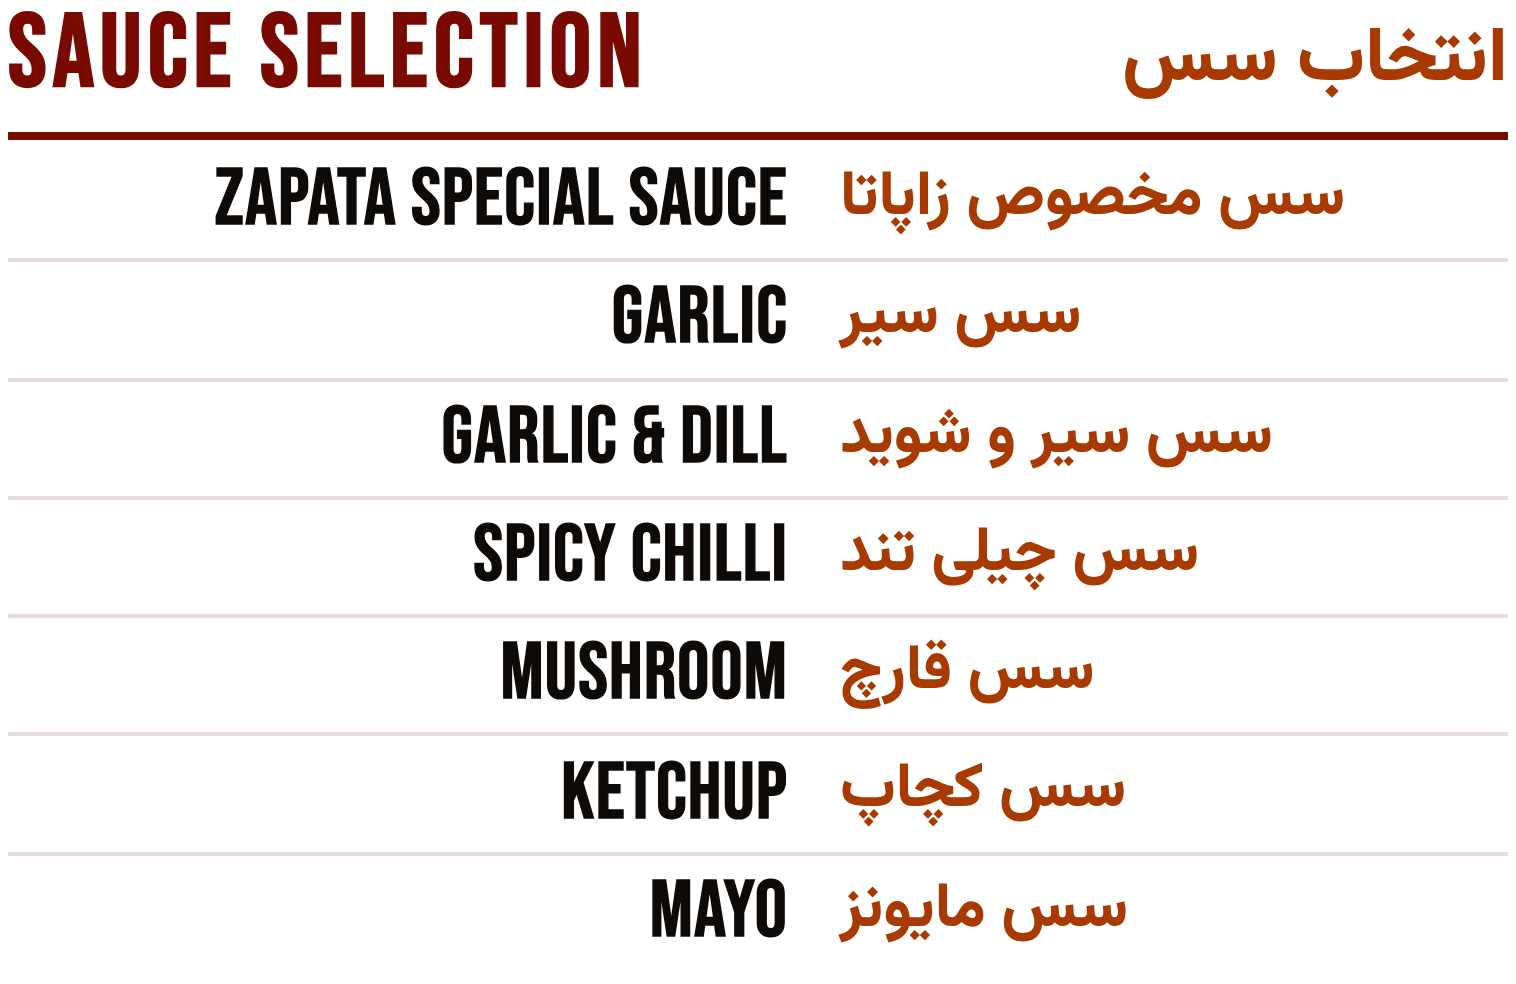 SAUCE SELECTION انتخاب سس
ZAPATA SPECIAL SAUCE سس مخصوص زاپاتا
GARLIC سس سیر
GARLIC & DILL سس سیر و شوید
SPICY CHILLI سس چیلی تند
MUSHROOM سس قارچ
KETCHUP سس کچاپ
MAYO سس مایونز